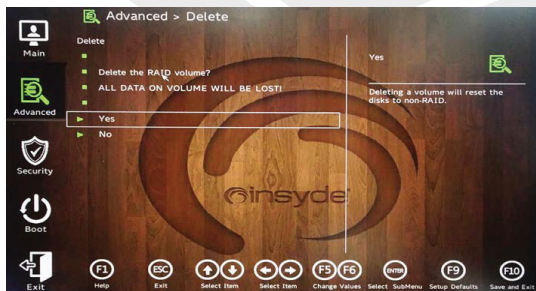 Advanced > Delete
Main
Advanced
Security
Boot
Exit
Delete
Delete the RAID volume?
ALL DATA ON VOLUME WILL BE LOST!
Yes
No
Yes
Deleting a volume will reset the
disks to non-RAID.
insyde
F1
Help
ESC
Exit
Select Item
Select Item
F5 F6
Change Values
ENTER
Select SubMenu
F9
Setup Defaults
F10
Save and Exit